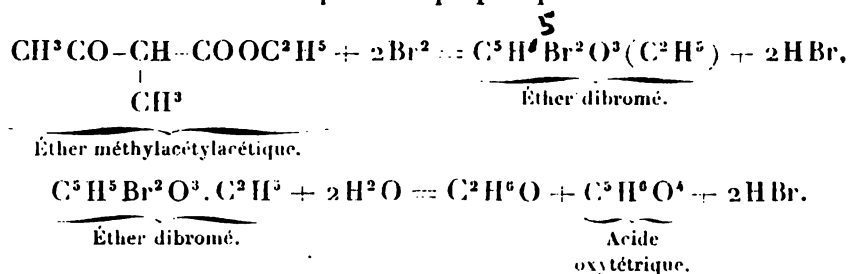 5
CH³CO–CH–COOC²H⁵ + 2Br² = C⁵H⁵Br²O³(C²H⁵) + 2HBr,
CH³
Éther dibromé.
Éther méthylacétylacétique.
C⁵H⁵Br²O³.C²H⁵ + 2H²O = C²H⁶O + C⁵H⁶O⁴ + 2HBr.
Éther dibromé. Acide
oxytétrique.